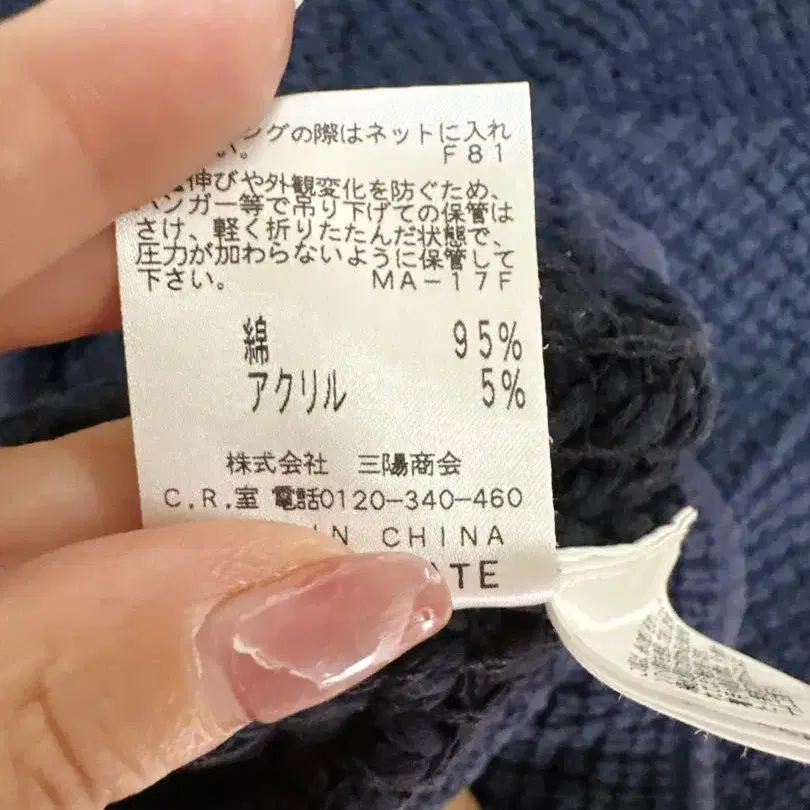 ングの際はネットに入れ
い。 F81
伸びや外観変化を防ぐため、
ハンガー等で吊り下げての保管は
さけ、軽く折りたたんだ状態で、
圧力が加わらないように保管して
下さい。 MA−17F
綿 95%
アクリル 5%
株式会社 三陽商会
C.R.室 電話0120−340−460
IN CHINA
ATE